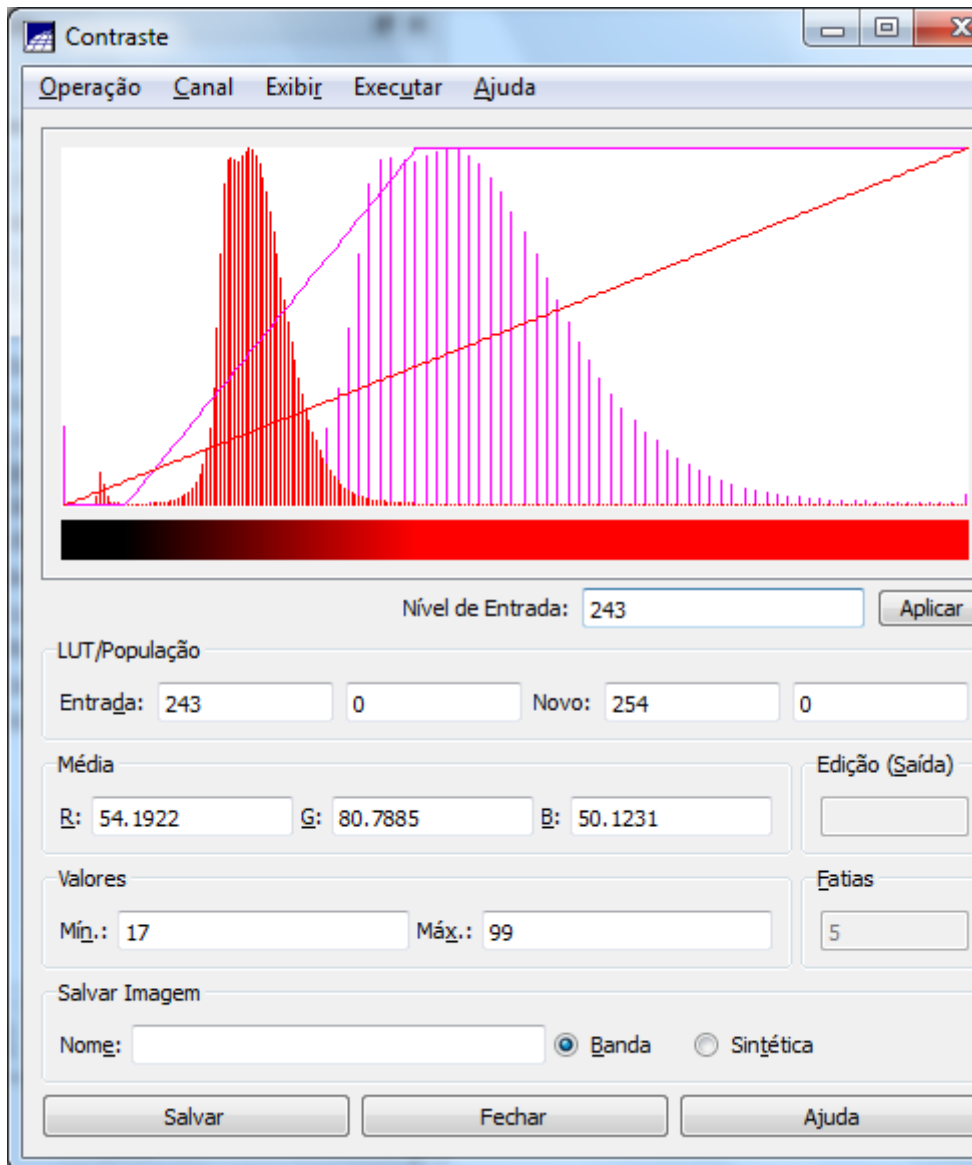 Contraste
Operação Canal Exibir Executar Ajuda
Nível de Entrada: 243 Aplicar
LUT/População
Entrada: 243 0 Novo: 254 0
Média Edição (Saída)
R: 54.1922 G: 80.7885 B: 50.1231
Valores Fatias
Mín.: 17 Máx.: 99 5
Salvar Imagem
Nome: Banda Sintética
Salvar Fechar Ajuda